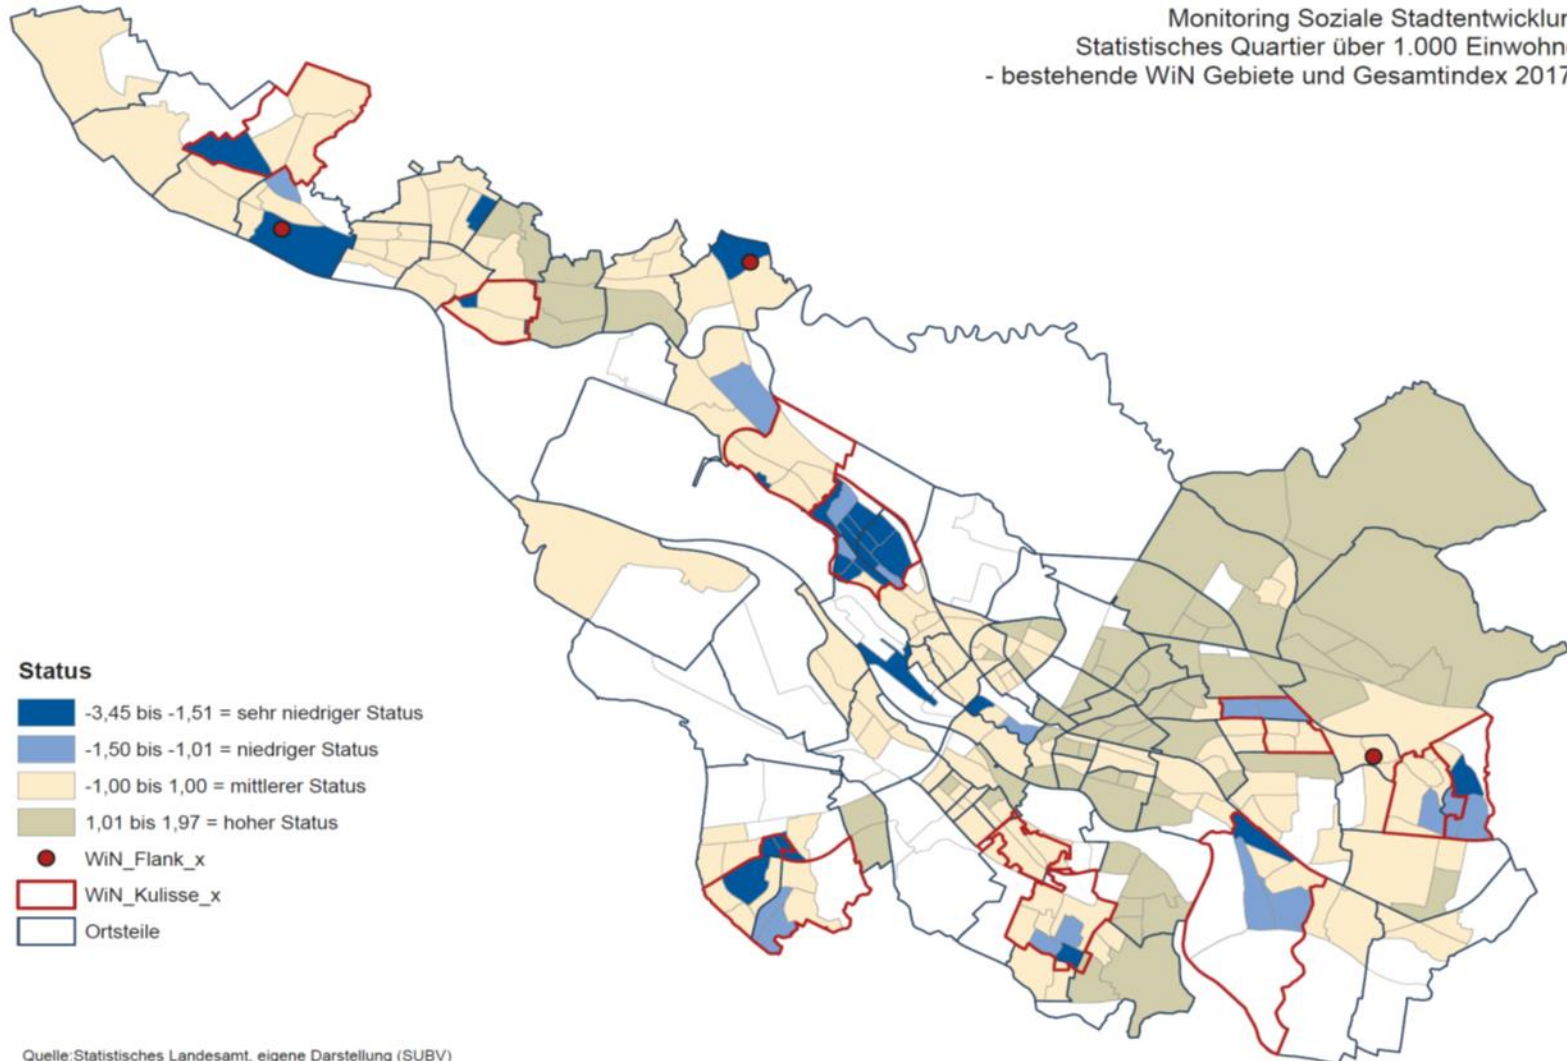 Monitoring Soziale Stadtentwicklun
Statistisches Quartier über 1.000 Einwohne
- bestehende WiN Gebiete und Gesamtindex 2017
Status
-3,45 bis -1,51 = sehr niedriger Status
-1,50 bis -1,01 = niedriger Status
-1,00 bis 1,00 = mittlerer Status
1,01 bis 1,97 = hoher Status
WiN_Flank_x
WiN_Kulisse_x
Ortsteile
Quelle:Statistisches Landesamt, eigene Darstellung (SUBV)